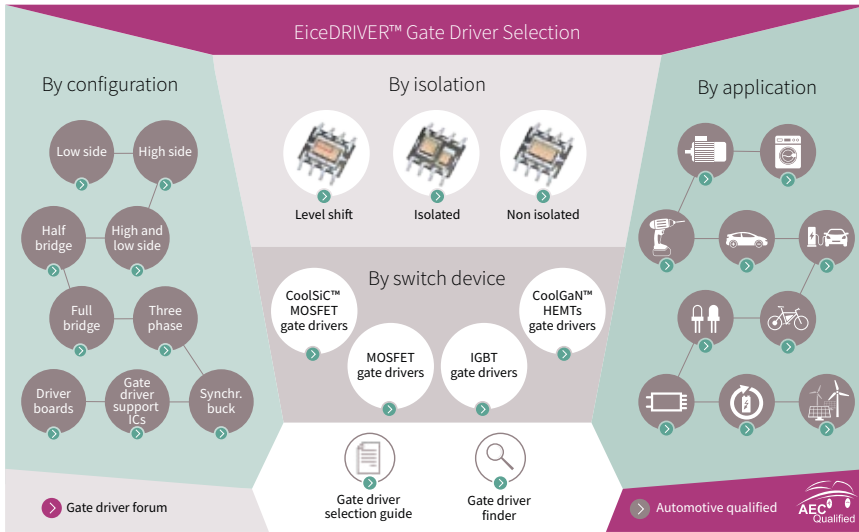 EiceDRIVER™ Gate Driver Selection
By configuration
Low side
High side
Half
bridge
High and
low side
Full
bridge
Three
phase
Driver
boards
Gate
driver
support
ICs
Synchr.
buck
By isolation
Level shift
Isolated
Non isolated
By switch device
CoolSiC™
MOSFET
gate drivers
MOSFET
gate drivers
IGBT
gate drivers
CoolGaN™
HEMTs
gate drivers
By application
Gate driver
selection guide
Gate driver
finder
Gate driver forum
Automotive qualified
AEC
Qualified